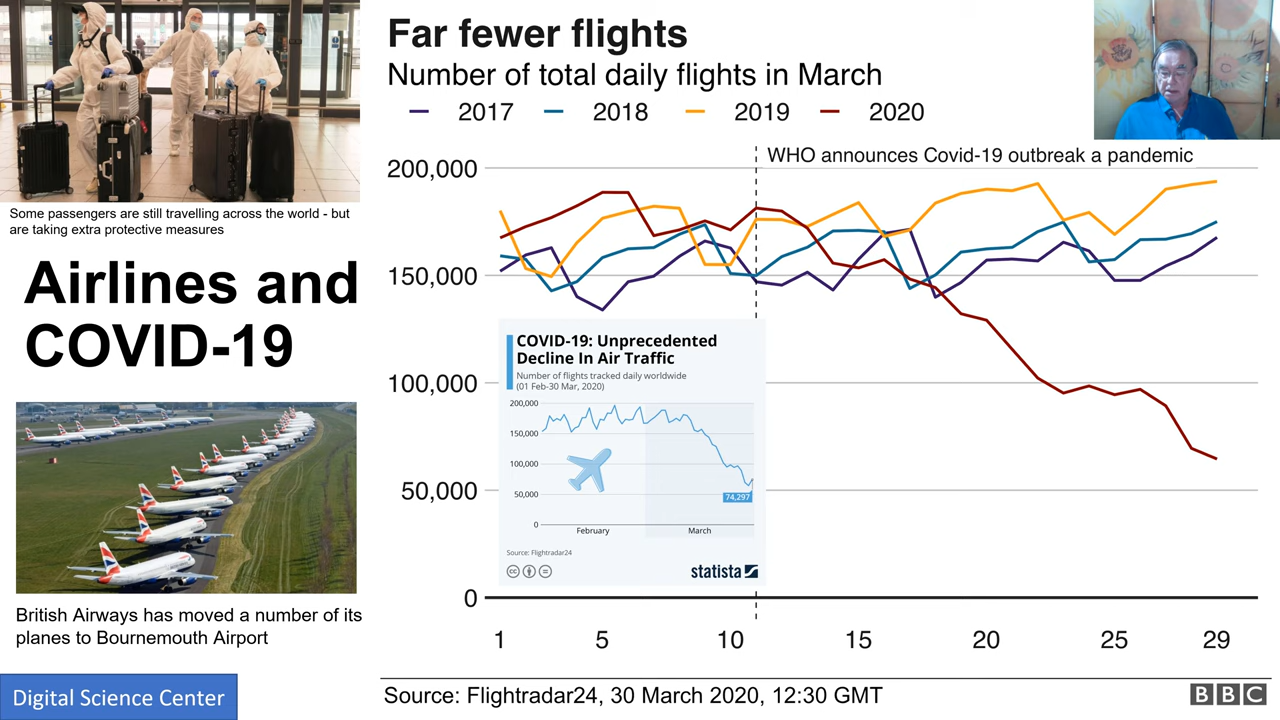 Some passengers are still travelling across the world - but
are taking extra protective measures
Airlines and
COVID-19
British Airways has moved a number of its
planes to Bournemouth Airport
Digital Science Center
Far fewer flights
Number of total daily flights in March
2017 2018 2019 2020
WHO announces Covid-19 outbreak a pandemic
200,000
150,000
100,000
50,000
0
1 5 10 15 20 25 29
COVID-19: Unprecedented
Decline In Air Traffic
Number of flights tracked daily worldwide
(01 Feb-30 Mar, 2020)
200,000
150,000
100,000
50,000
0
74,297
February March
Source: Flightradar24
statista
Source: Flightradar24, 30 March 2020, 12:30 GMT
BBC